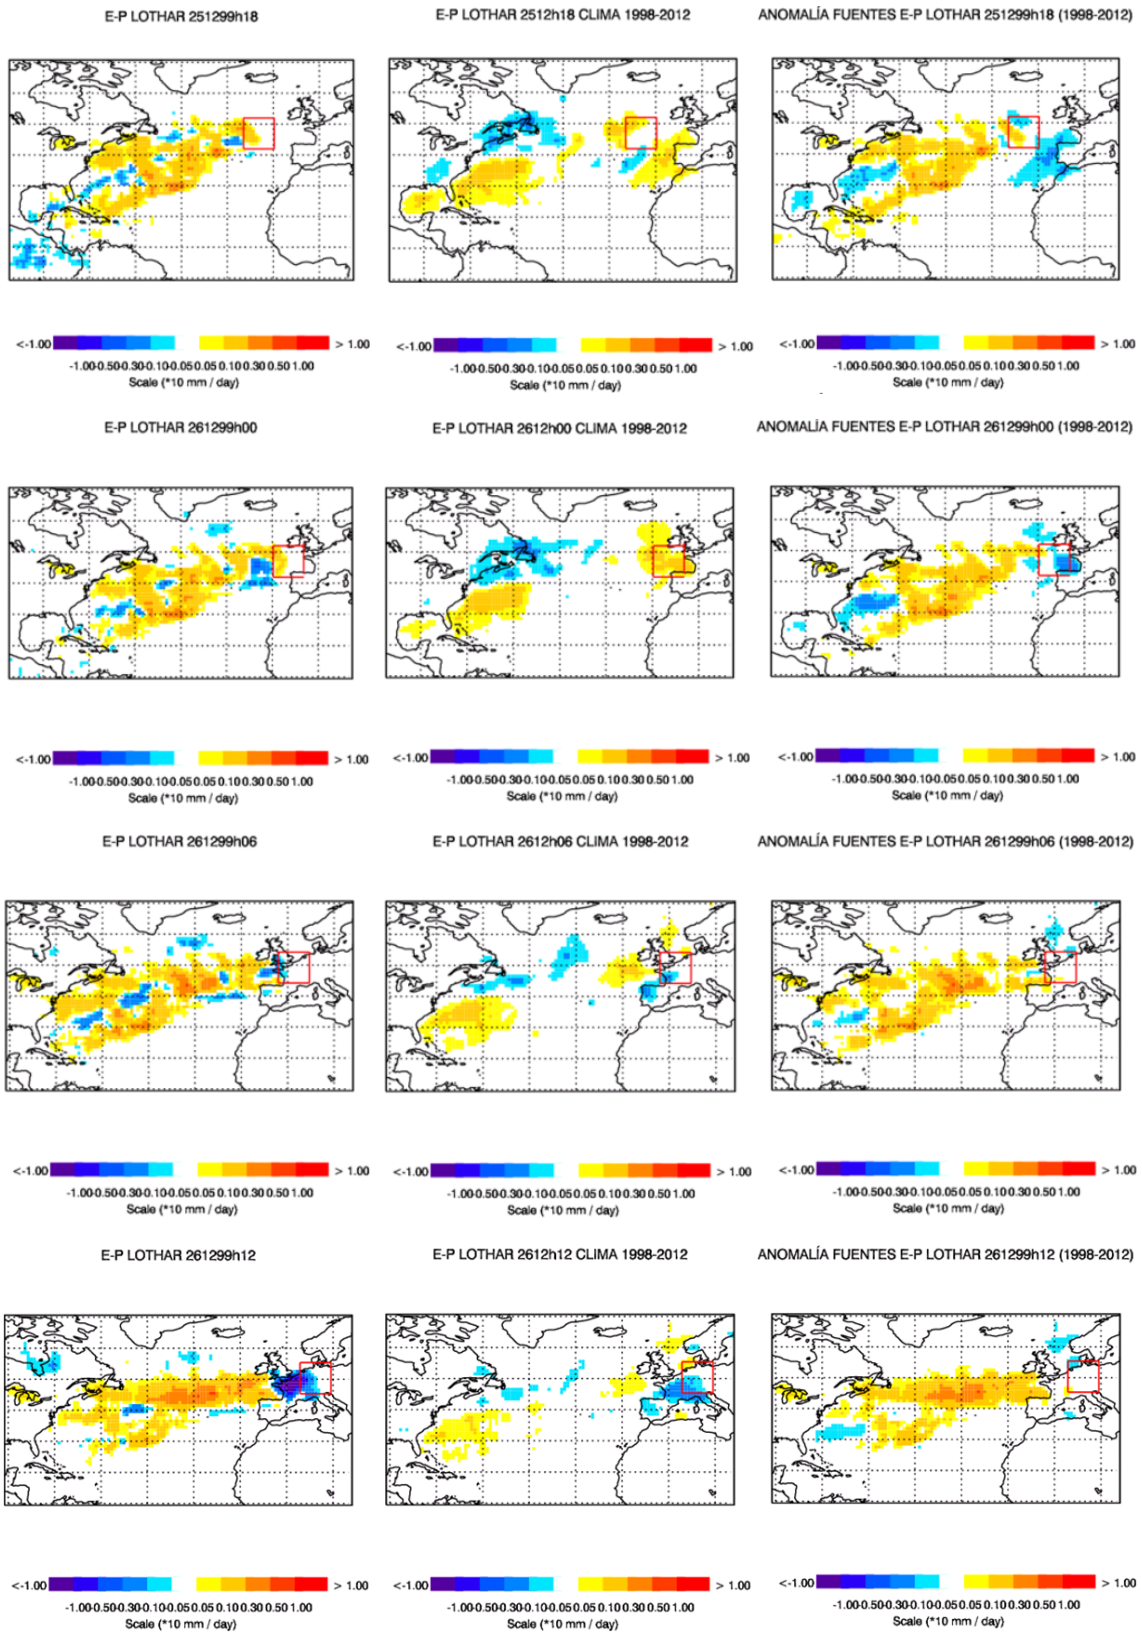 E-P LOTHAR 251299h18
E-P LOTHAR 2512h18 CLIMA 1998-2012
ANOMALÍA FUENTES E-P LOTHAR 251299h18 (1998-2012)
<-1.00 > 1.00
-1.00-0.50-0.30-0.10-0.05 0.05 0.10 0.30 0.50 1.00
Scale (*10 mm / day)
<-1.00 > 1.00
-1.00-0.50-0.30-0.10-0.05 0.05 0.10 0.30 0.50 1.00
Scale (*10 mm / day)
<-1.00 > 1.00
-1.00-0.50-0.30-0.10-0.05 0.05 0.10 0.30 0.50 1.00
Scale (*10 mm / day)
E-P LOTHAR 261299h00
E-P LOTHAR 2612h00 CLIMA 1998-2012
ANOMALÍA FUENTES E-P LOTHAR 261299h00 (1998-2012)
<-1.00 > 1.00
-1.00-0.50-0.30-0.10-0.05 0.05 0.10 0.30 0.50 1.00
Scale (*10 mm / day)
<-1.00 > 1.00
-1.00-0.50-0.30-0.10-0.05 0.05 0.10 0.30 0.50 1.00
Scale (*10 mm / day)
<-1.00 > 1.00
-1.00-0.50-0.30-0.10-0.05 0.05 0.10 0.30 0.50 1.00
Scale (*10 mm / day)
E-P LOTHAR 261299h06
E-P LOTHAR 2612h06 CLIMA 1998-2012
ANOMALÍA FUENTES E-P LOTHAR 261299h06 (1998-2012)
<-1.00 > 1.00
-1.00-0.50-0.30-0.10-0.05 0.05 0.10 0.30 0.50 1.00
Scale (*10 mm / day)
<-1.00 > 1.00
-1.00-0.50-0.30-0.10-0.05 0.05 0.10 0.30 0.50 1.00
Scale (*10 mm / day)
<-1.00 > 1.00
-1.00-0.50-0.30-0.10-0.05 0.05 0.10 0.30 0.50 1.00
Scale (*10 mm / day)
E-P LOTHAR 261299h12
E-P LOTHAR 2612h12 CLIMA 1998-2012
ANOMALÍA FUENTES E-P LOTHAR 261299h12 (1998-2012)
<-1.00 > 1.00
-1.00-0.50-0.30-0.10-0.05 0.05 0.10 0.30 0.50 1.00
Scale (*10 mm / day)
<-1.00 > 1.00
-1.00-0.50-0.30-0.10-0.05 0.05 0.10 0.30 0.50 1.00
Scale (*10 mm / day)
<-1.00 > 1.00
-1.00-0.50-0.30-0.10-0.05 0.05 0.10 0.30 0.50 1.00
Scale (*10 mm / day)